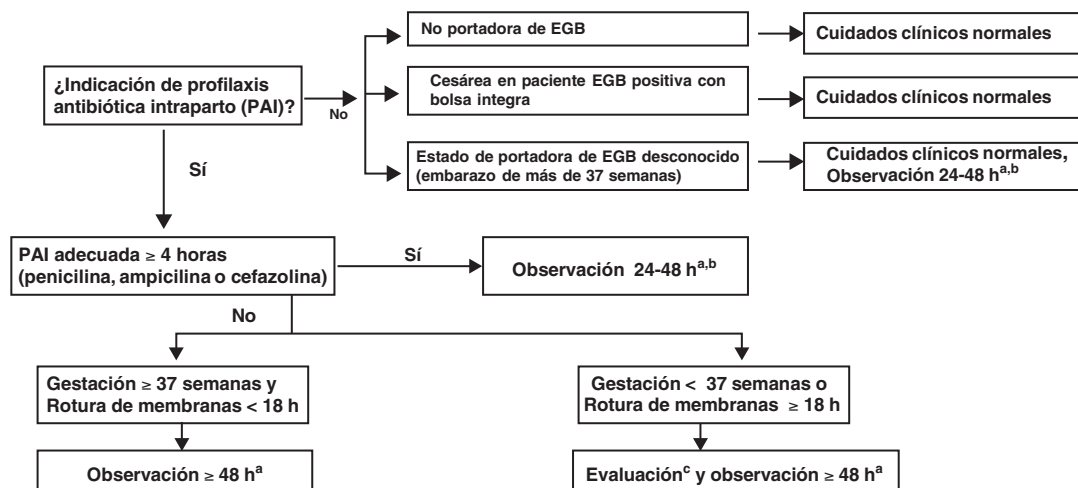 No portadora de EGB
Cuidados clínicos normales
¿Indicación de profilaxis
antibiótica intraparto (PAI)?
No
Cesárea en paciente EGB positiva con
bolsa integra
Cuidados clínicos normales
Estado de portadora de EGB desconocido
(embarazo de más de 37 semanas)
Cuidados clínicos normales,
Observación 24-48 hᵃ,ᵇ
Sí
PAI adecuada ≥ 4 horas
(penicilina, ampicilina o cefazolina)
Sí
Observación 24-48 hᵃ,ᵇ
No
Gestación ≥ 37 semanas y
Rotura de membranas < 18 h
Gestación < 37 semanas o
Rotura de membranas ≥ 18 h
Observación ≥ 48 hᵃ
Evaluaciónᶜ y observación ≥ 48 hᵃ